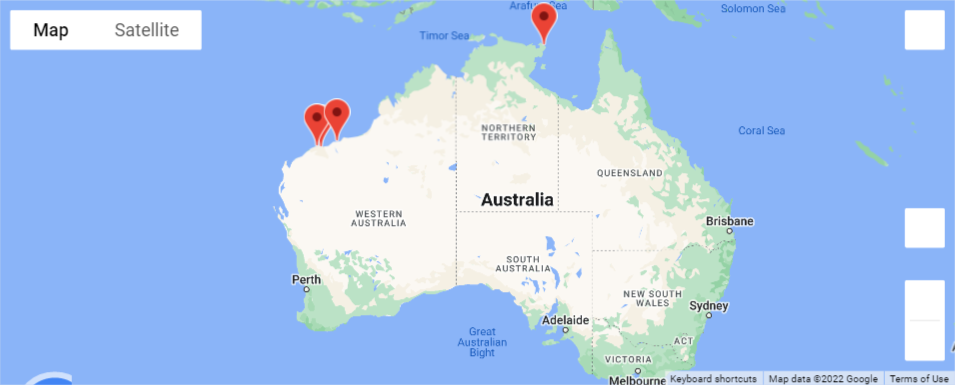 Map
Satellite
Solomon Sea
Timor Sea
Coral Sea
NORTHERN
TERRITORY
QUEENSLAND
Australia
WESTERN
AUSTRALIA
Brisbane
SOUTH
AUSTRALIA
Perth
NEW SOUTH
WALES
Sydney
Adelaide
Great
Australian
Bight
ACT
VICTORIA
Melbourne
Keyboard shortcuts
Map data ©2022 Google
Terms of Use